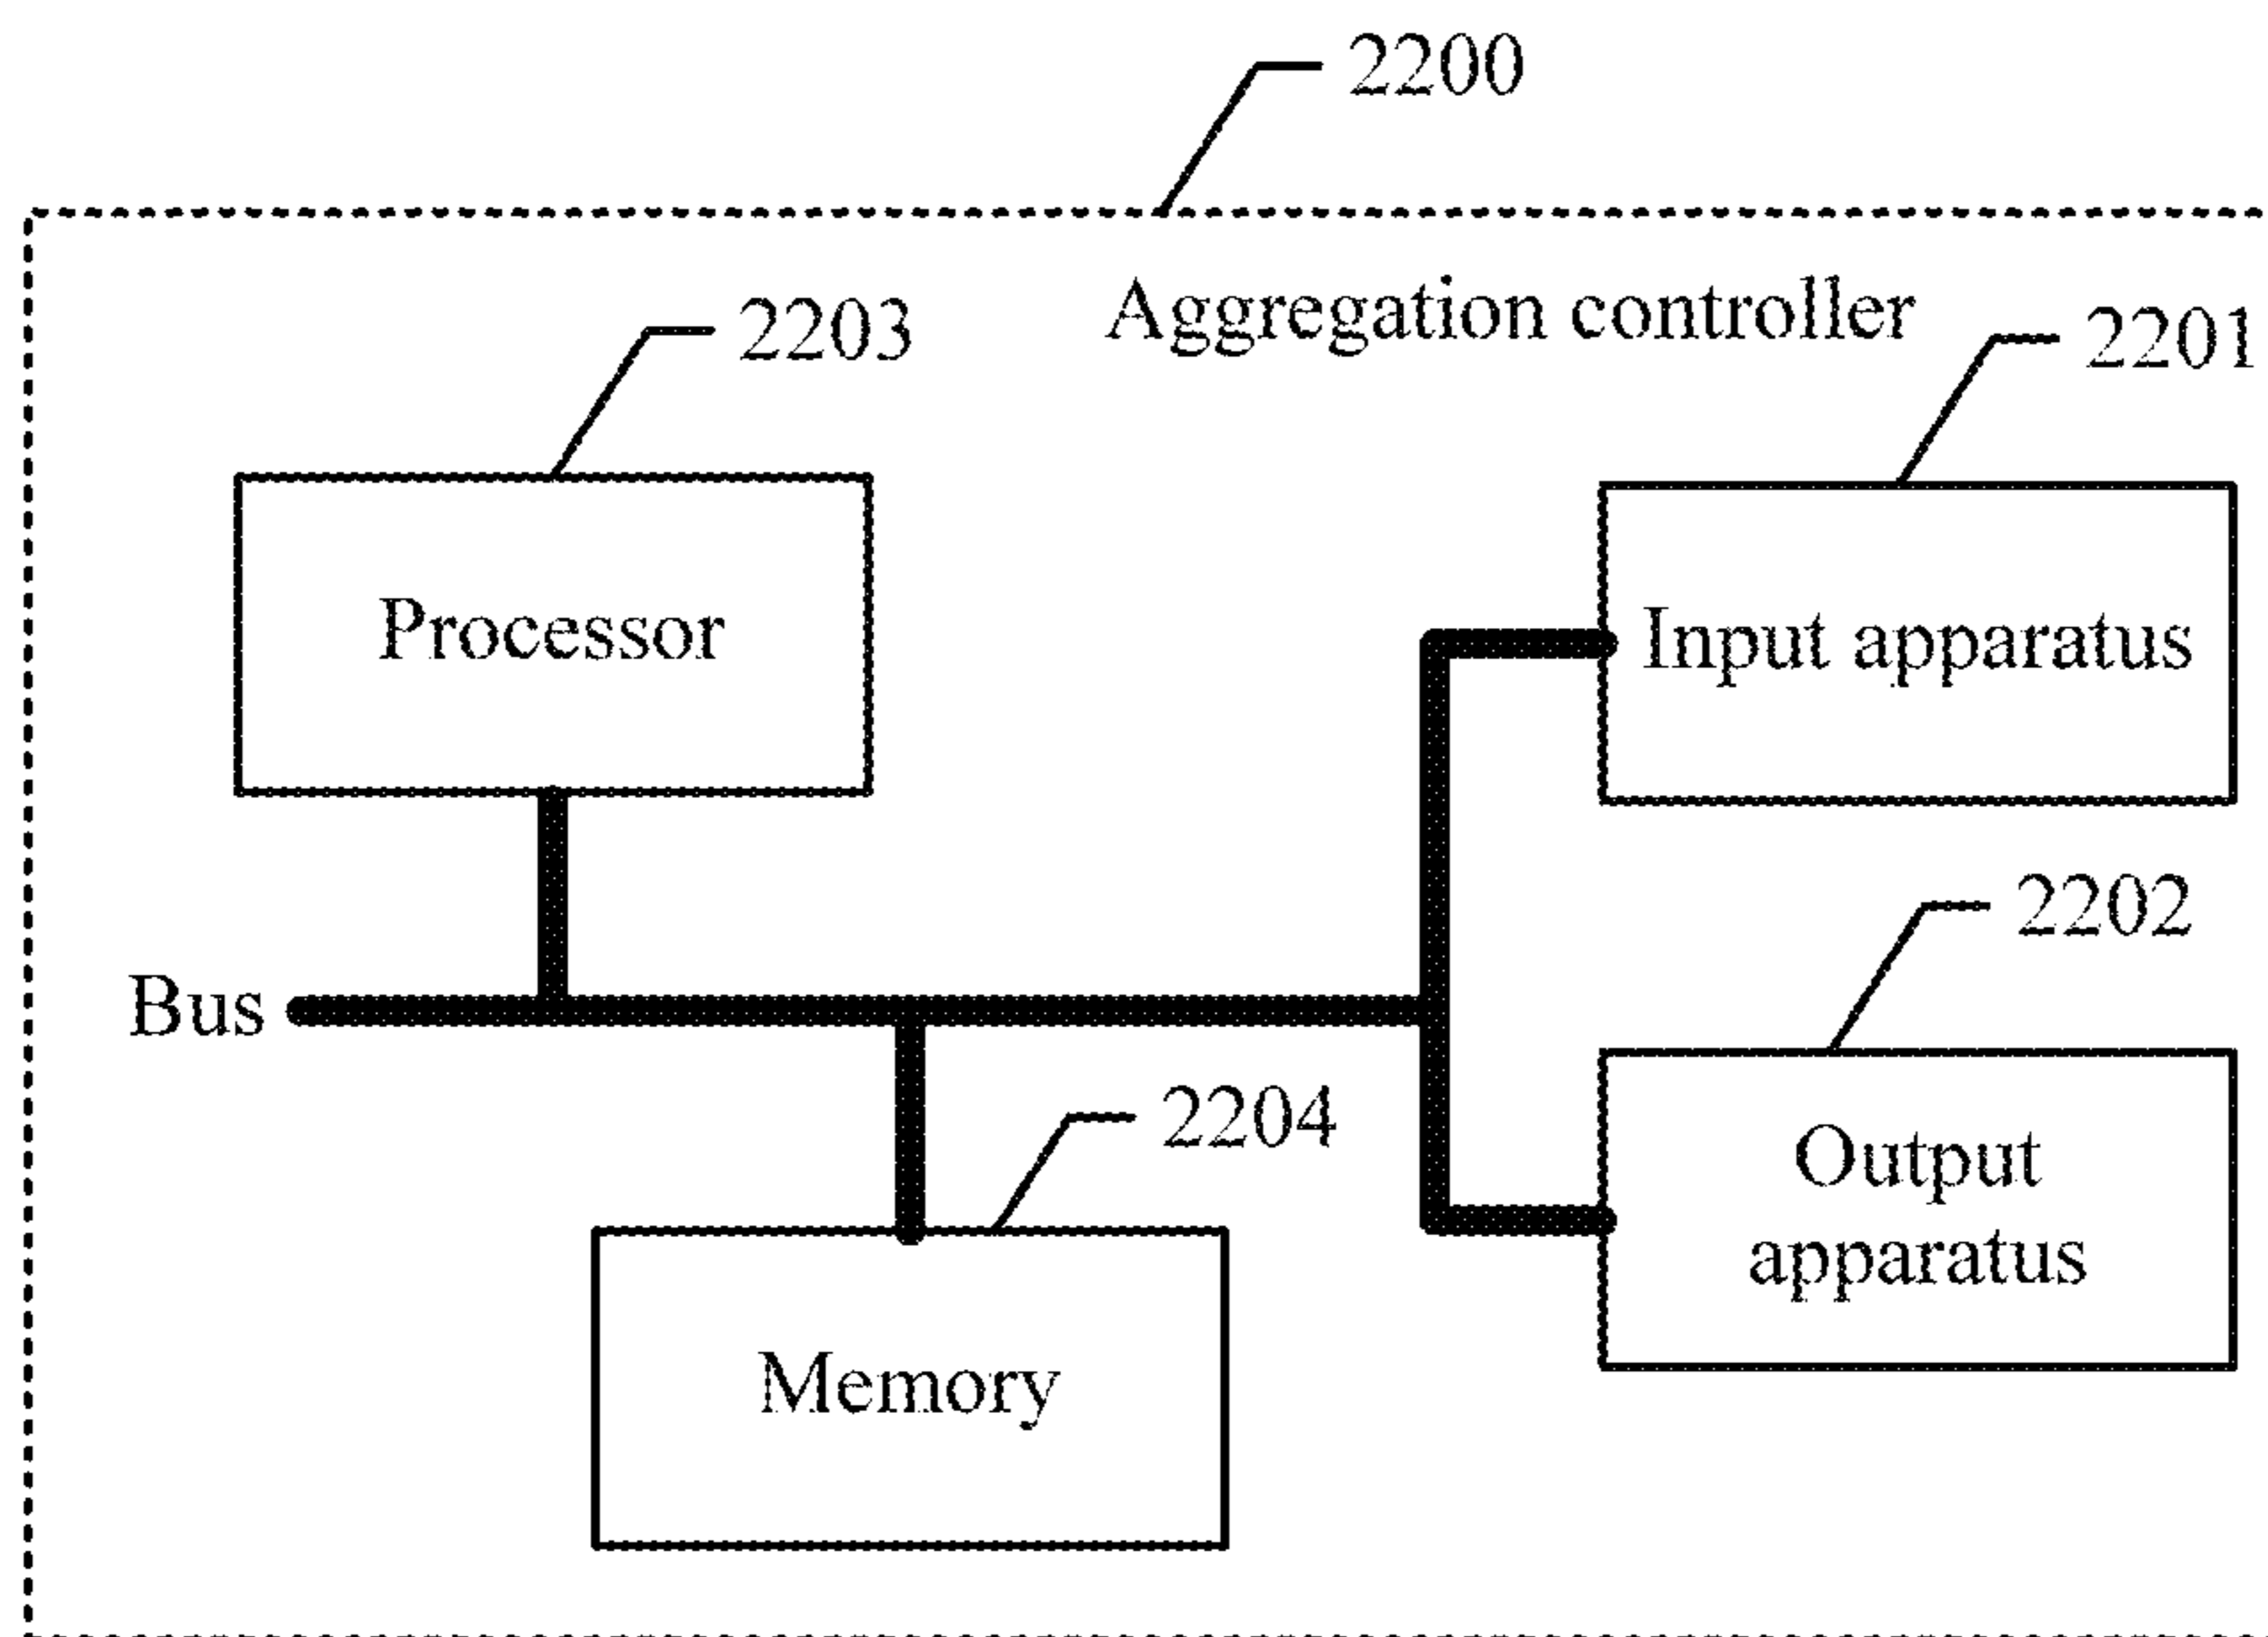 2200
Aggregation controller
2203
2201
Processor
Input apparatus
2202
Bus
2204
Output
apparatus
Memory